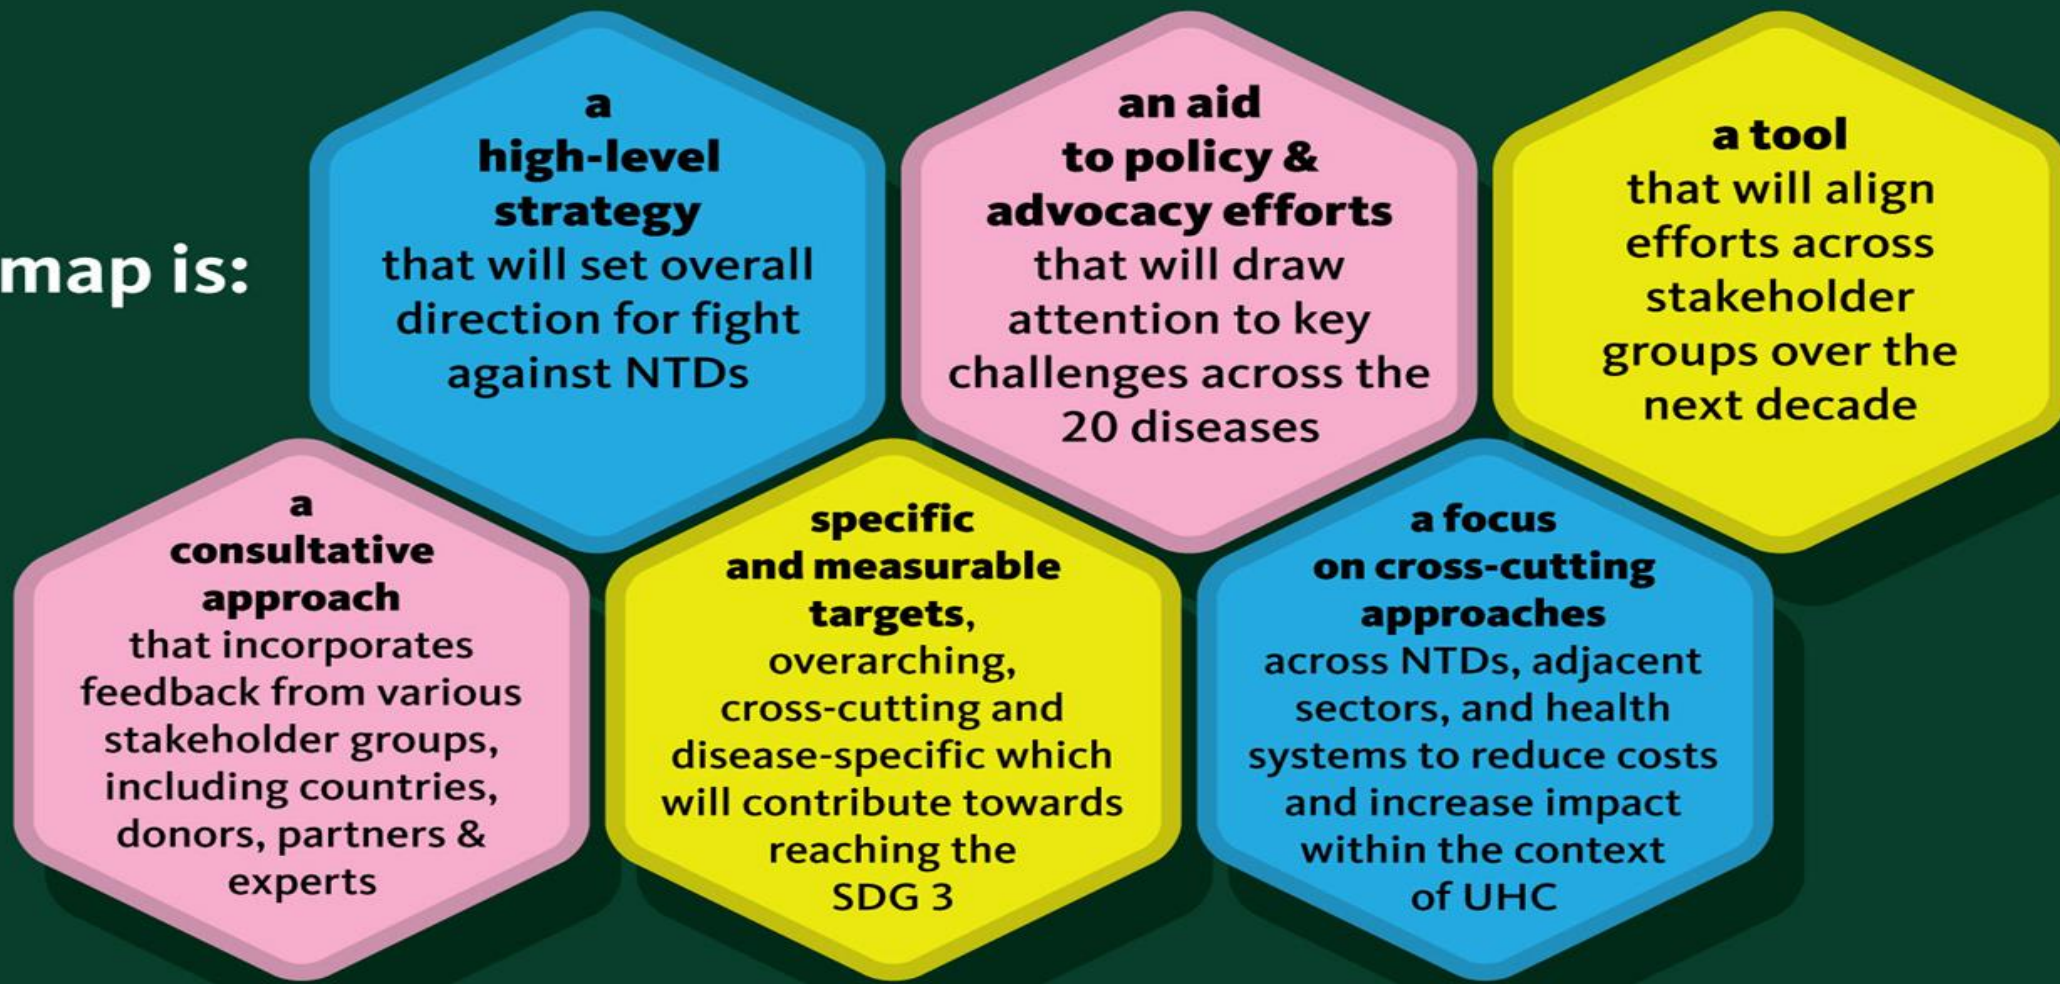 map is:
a
high-level
strategy
that will set overall
direction for fight
against NTDs
an aid
to policy &
advocacy efforts
that will draw
attention to key
challenges across the
20 diseases
a tool
that will align
efforts across
stakeholder
groups over the
next decade
a
consultative
approach
that incorporates
feedback from various
stakeholder groups,
including countries,
donors, partners &
experts
specific
and measurable
targets,
overarching,
cross-cutting and
disease-specific which
will contribute towards
reaching the
SDG 3
a focus
on cross-cutting
approaches
across NTDs, adjacent
sectors, and health
systems to reduce costs
and increase impact
within the context
of UHC